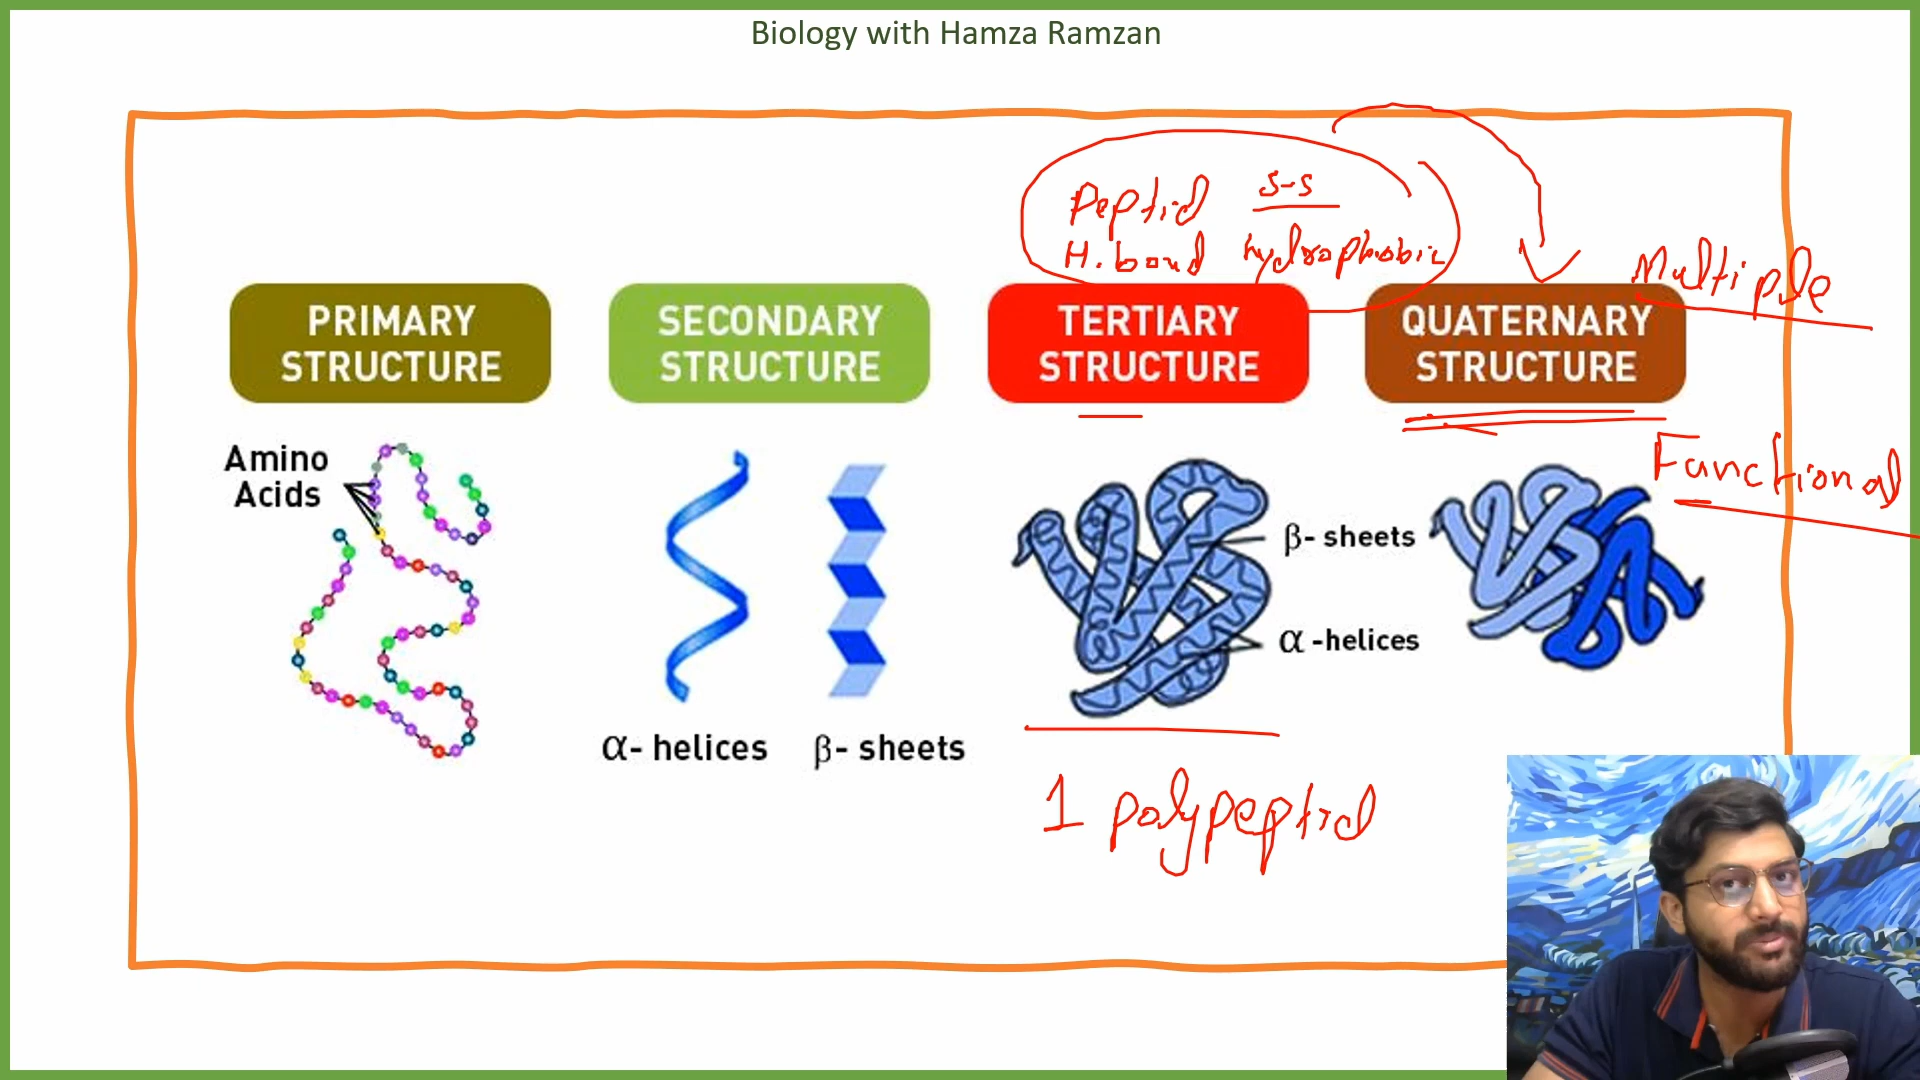 Biology with Hamza Ramzan
Peptid s-s
H.bond hydrophobic
Multiple
PRIMARY
STRUCTURE
SECONDARY
STRUCTURE
TERTIARY
STRUCTURE
QUATERNARY
STRUCTURE
Functional
Amino
Acids
β- sheets
α -helices
α- helices
β- sheets
1 polypeptid